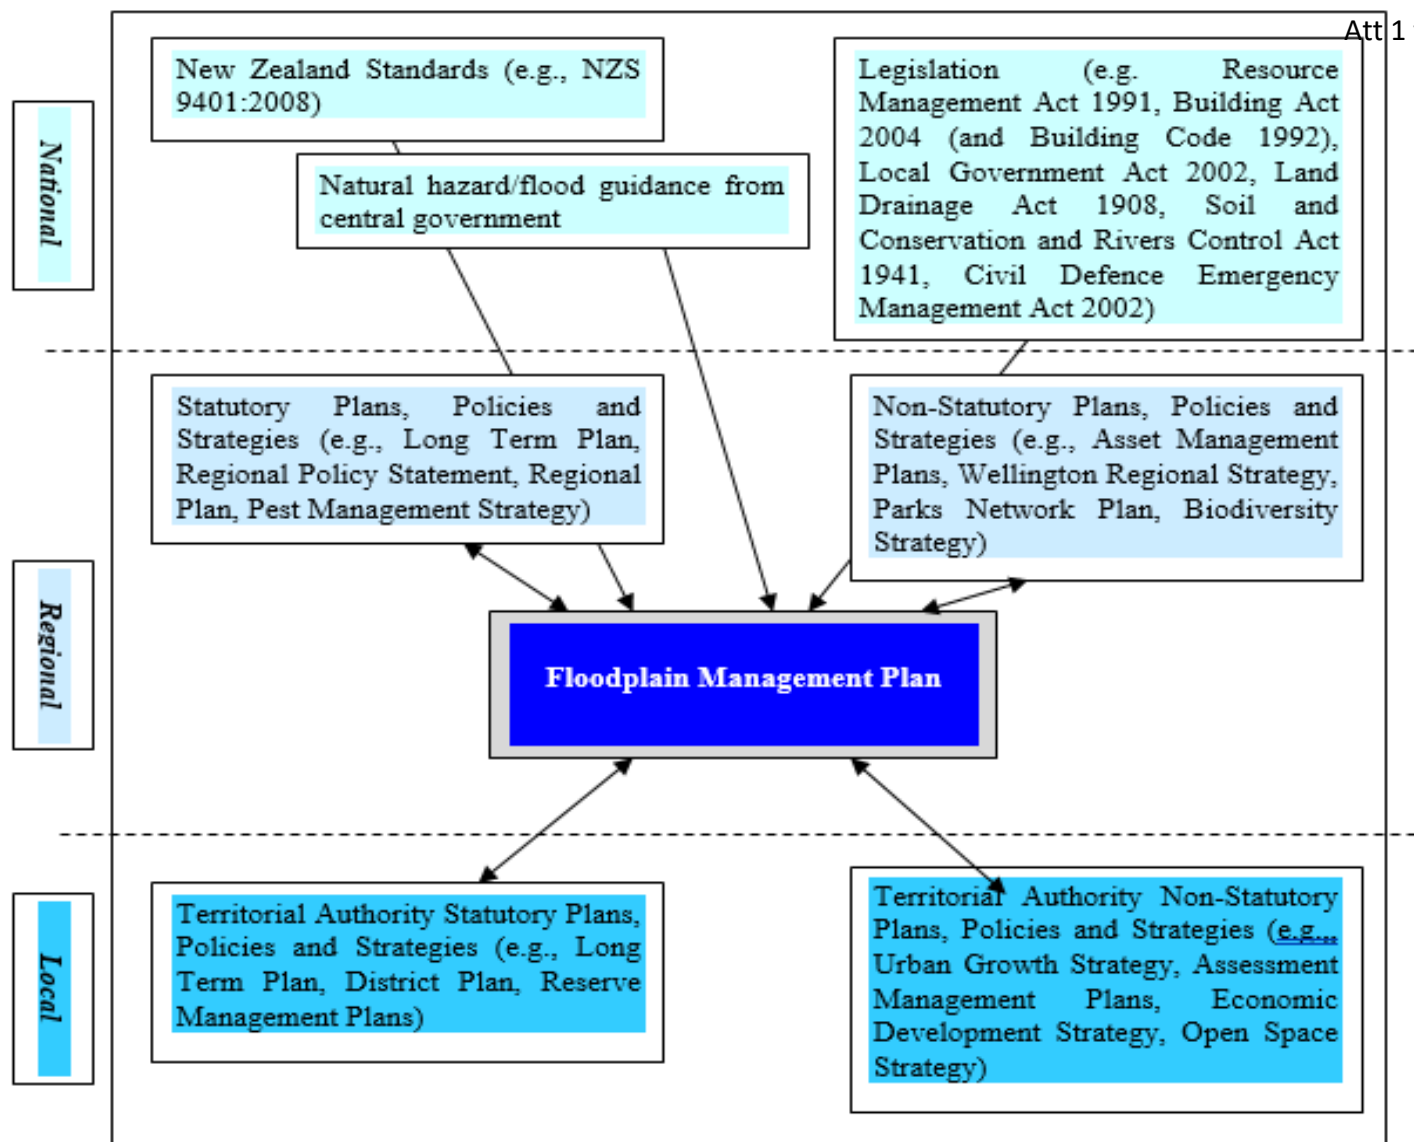 Att 1
New Zealand Standards (e.g., NZS
9401:2008)
Legislation (e.g. Resource
Management Act 1991, Building Act
2004 (and Building Code 1992),
Local Government Act 2002, Land
Drainage Act 1908, Soil and
Conservation and Rivers Control Act
1941, Civil Defence Emergency
Management Act 2002)
National
Natural hazard/flood guidance from
central government
Statutory Plans, Policies and
Strategies (e.g., Long Term Plan,
Regional Policy Statement, Regional
Plan, Pest Management Strategy)
Non-Statutory Plans, Policies and
Strategies (e.g., Asset Management
Plans, Wellington Regional Strategy,
Parks Network Plan, Biodiversity
Strategy)
Regional
Floodplain Management Plan
Local
Territorial Authority Statutory Plans,
Policies and Strategies (e.g., Long
Term Plan, District Plan, Reserve
Management Plans)
Territorial Authority Non-Statutory
Plans, Policies and Strategies (e.g.,,
Urban Growth Strategy, Assessment
Management Plans, Economic
Development Strategy, Open Space
Strategy)